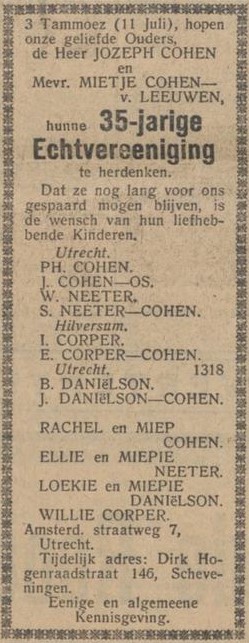 3 Tammoez (11 Juli), hopen
onze geliefde Ouders,
de Heer JOZEPH COHEN
en
Mevr. MIETJE COHEN—
v. LEEUWEN,
hunne 35-jarige
Echtvereeniging
te herdenken.
Dat ze nog lang voor ons
gespaard mogen blijven, is
de wensch van hun liefheb-
bende Kinderen.
Utrecht.
PH. COHEN.
J. COHEN—OS.
W. NEETER.
S. NEETER—COHEN.
Hilversum.
I. CORPER.
E. CORPER—COHEN.
Utrecht. 1318
B. DANIëLSON.
J. DANIëLSON—COHEN.
RACHEL en MIEP
COHEN.
ELLIE en MIEPIE
NEETER.
LOEKIE en MIEPIE
DANIëLSON.
WILLIE CORPER.
Amsterd. straatweg 7,
Utrecht.
Tijdelijk adres: Dirk Ho-
genraadstraat 146, Scheve-
ningen.
Eenige en algemeene
Kennisgeving.